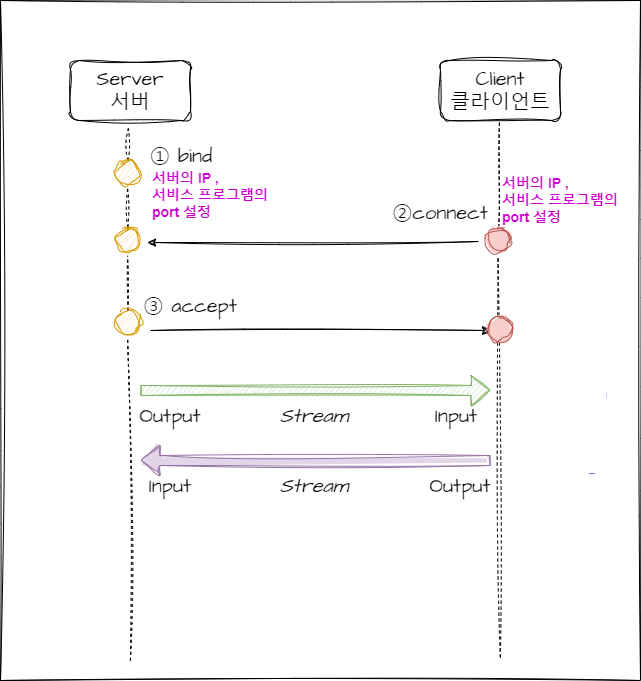 Server
서버
Client
클라이언트
① bind
서버의 IP ,
서비스 프로그램의
port 설정
서버의 IP ,
서비스 프로그램의
port 설정
②connect
③ accept
Output Stream Input
Input Stream Output